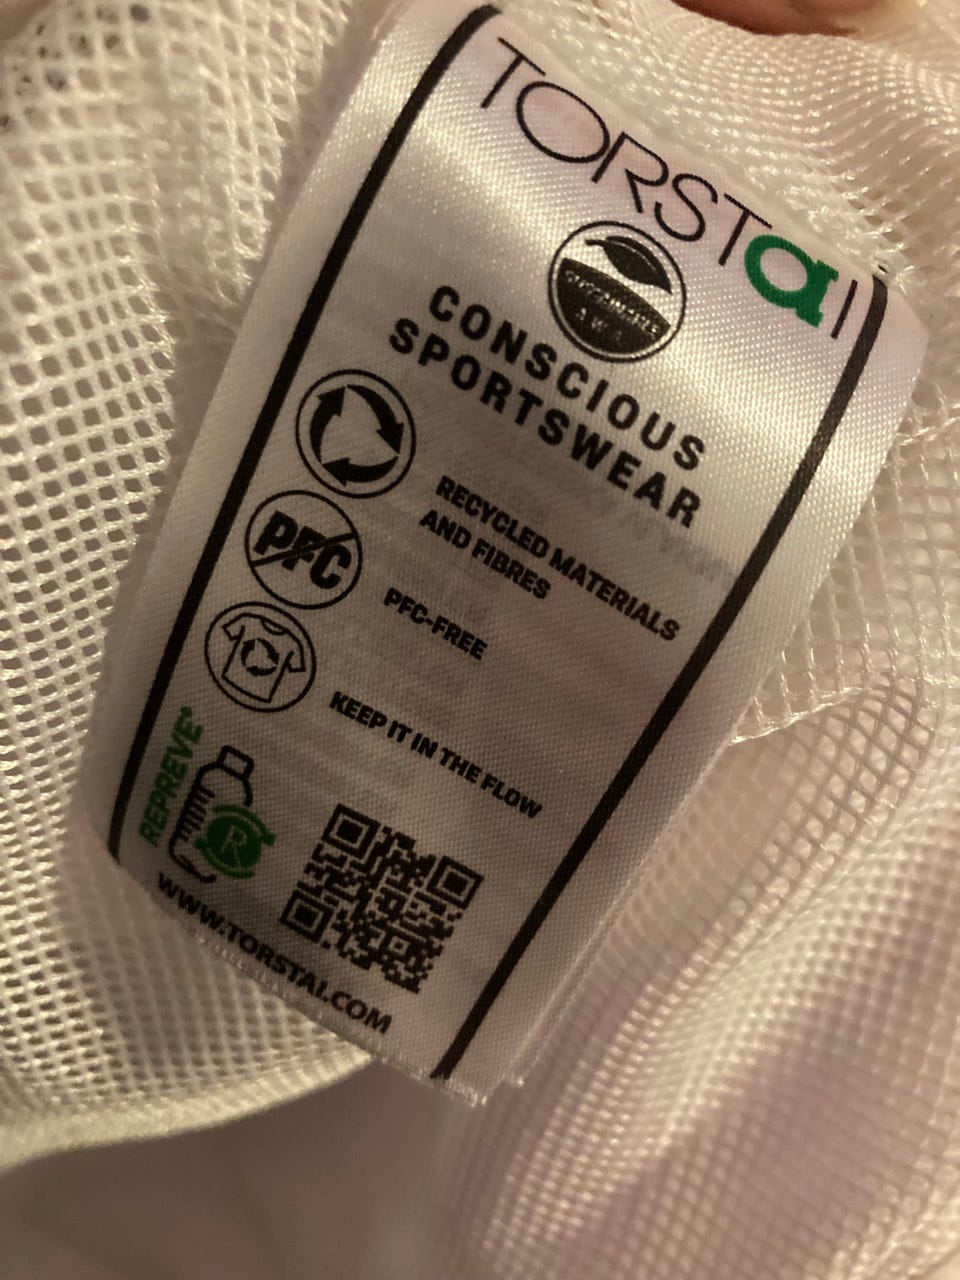 TORSTaI
CONSCIOUS
SPORTSWEAR
RECYCLED MATERIALS
AND FIBRES
PFC
PFC-FREE
KEEP IT IN THE FLOW
REPREVE®
R
WWW.TORSTAI.COM